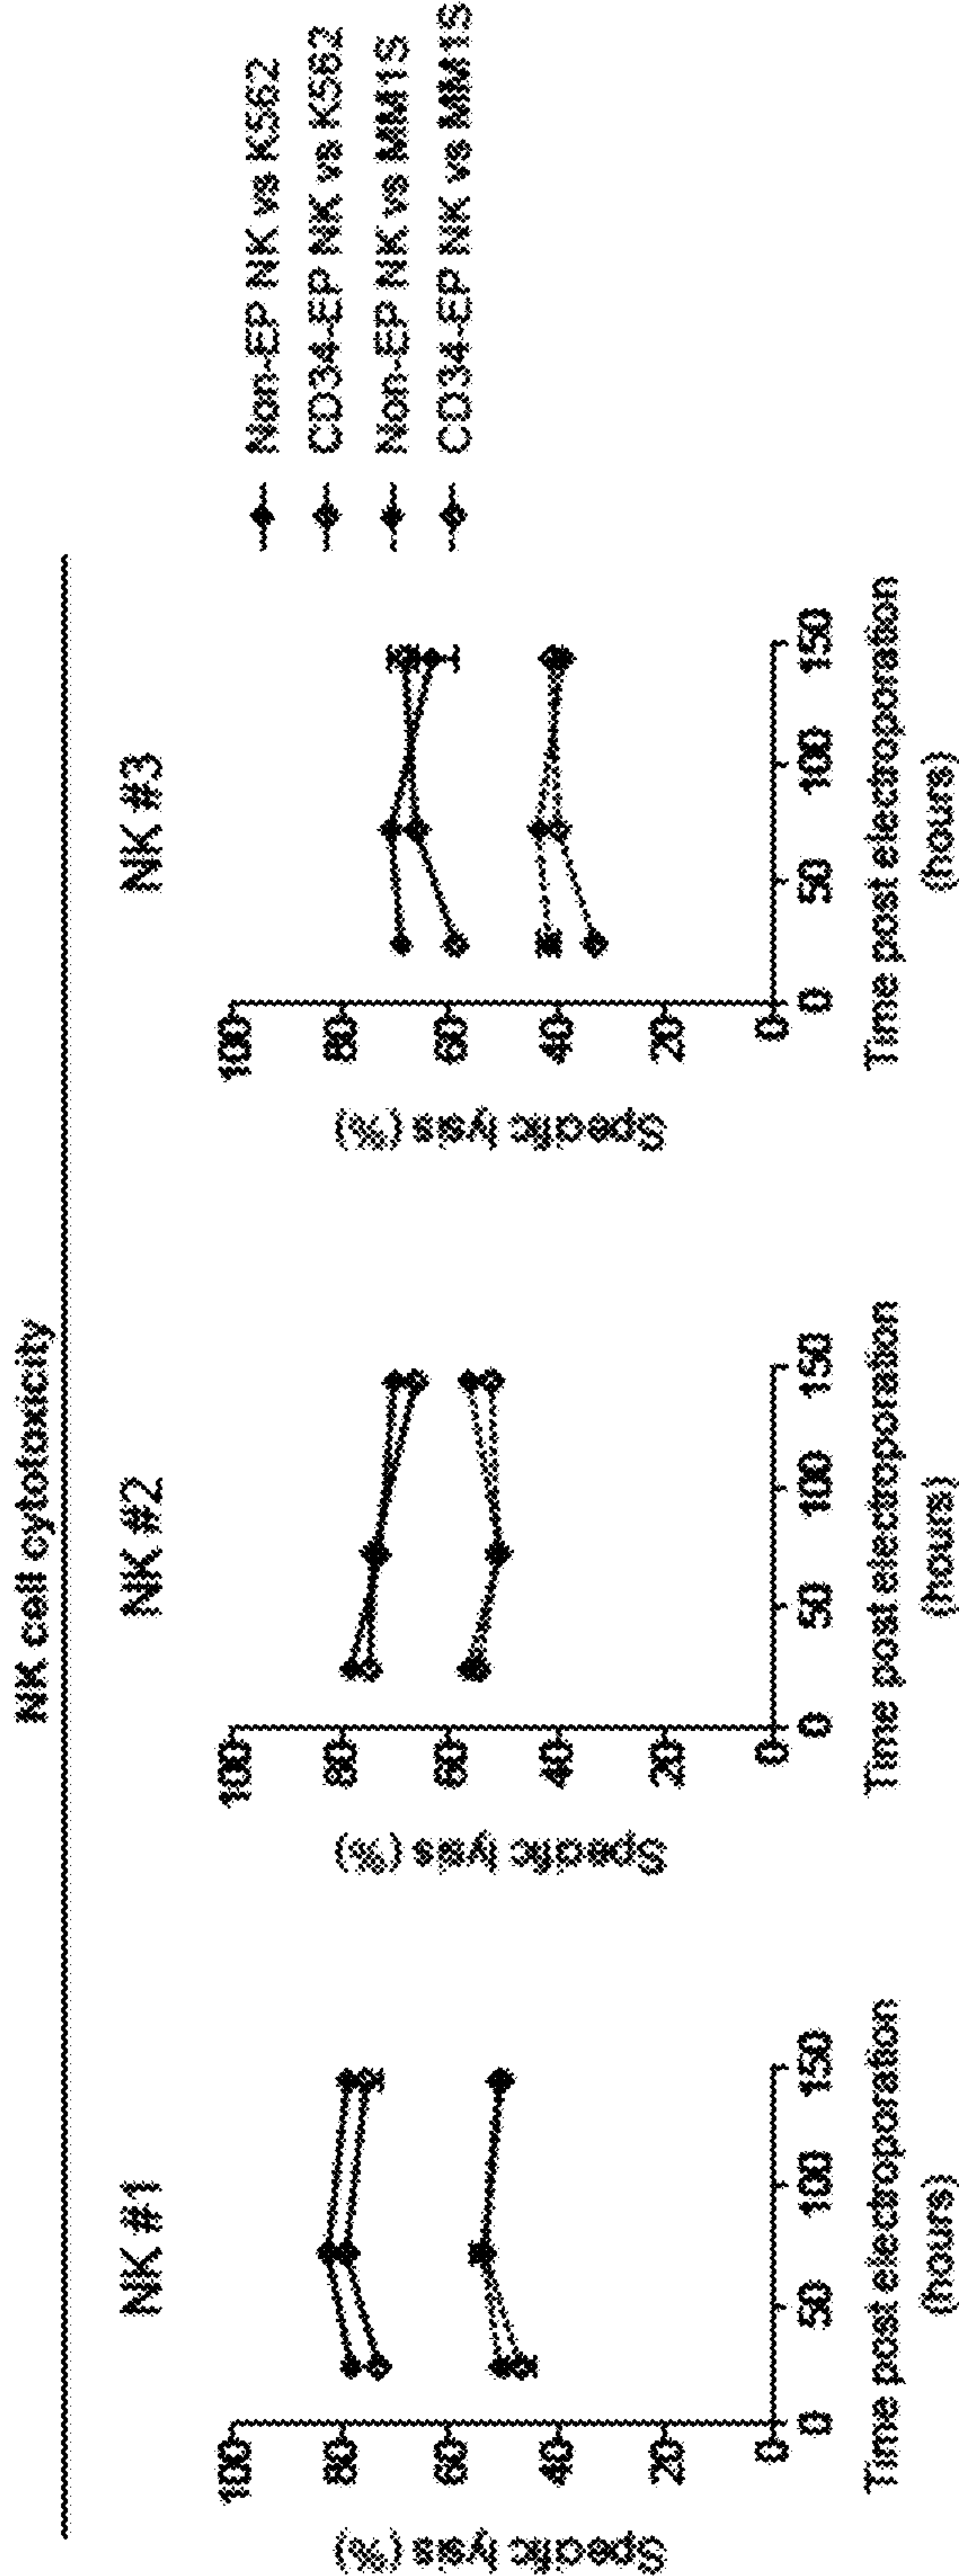 NK cell cytotoxicity
NK #1
Specific lysis (%)
100
80
60
40
20
0
0
50
100
150
Time post electroporation
(hours)
NK #2
Specific lysis (%)
100
80
60
40
20
0
0
50
100
150
Time post electroporation
(hours)
NK #3
Specific lysis (%)
100
80
60
40
20
0
0
50
100
150
Time post electroporation
(hours)
Non-EP NK vs K562
CD34-EP NK vs K562
Non-EP NK vs MM1S
CD34-EP NK vs MM1S